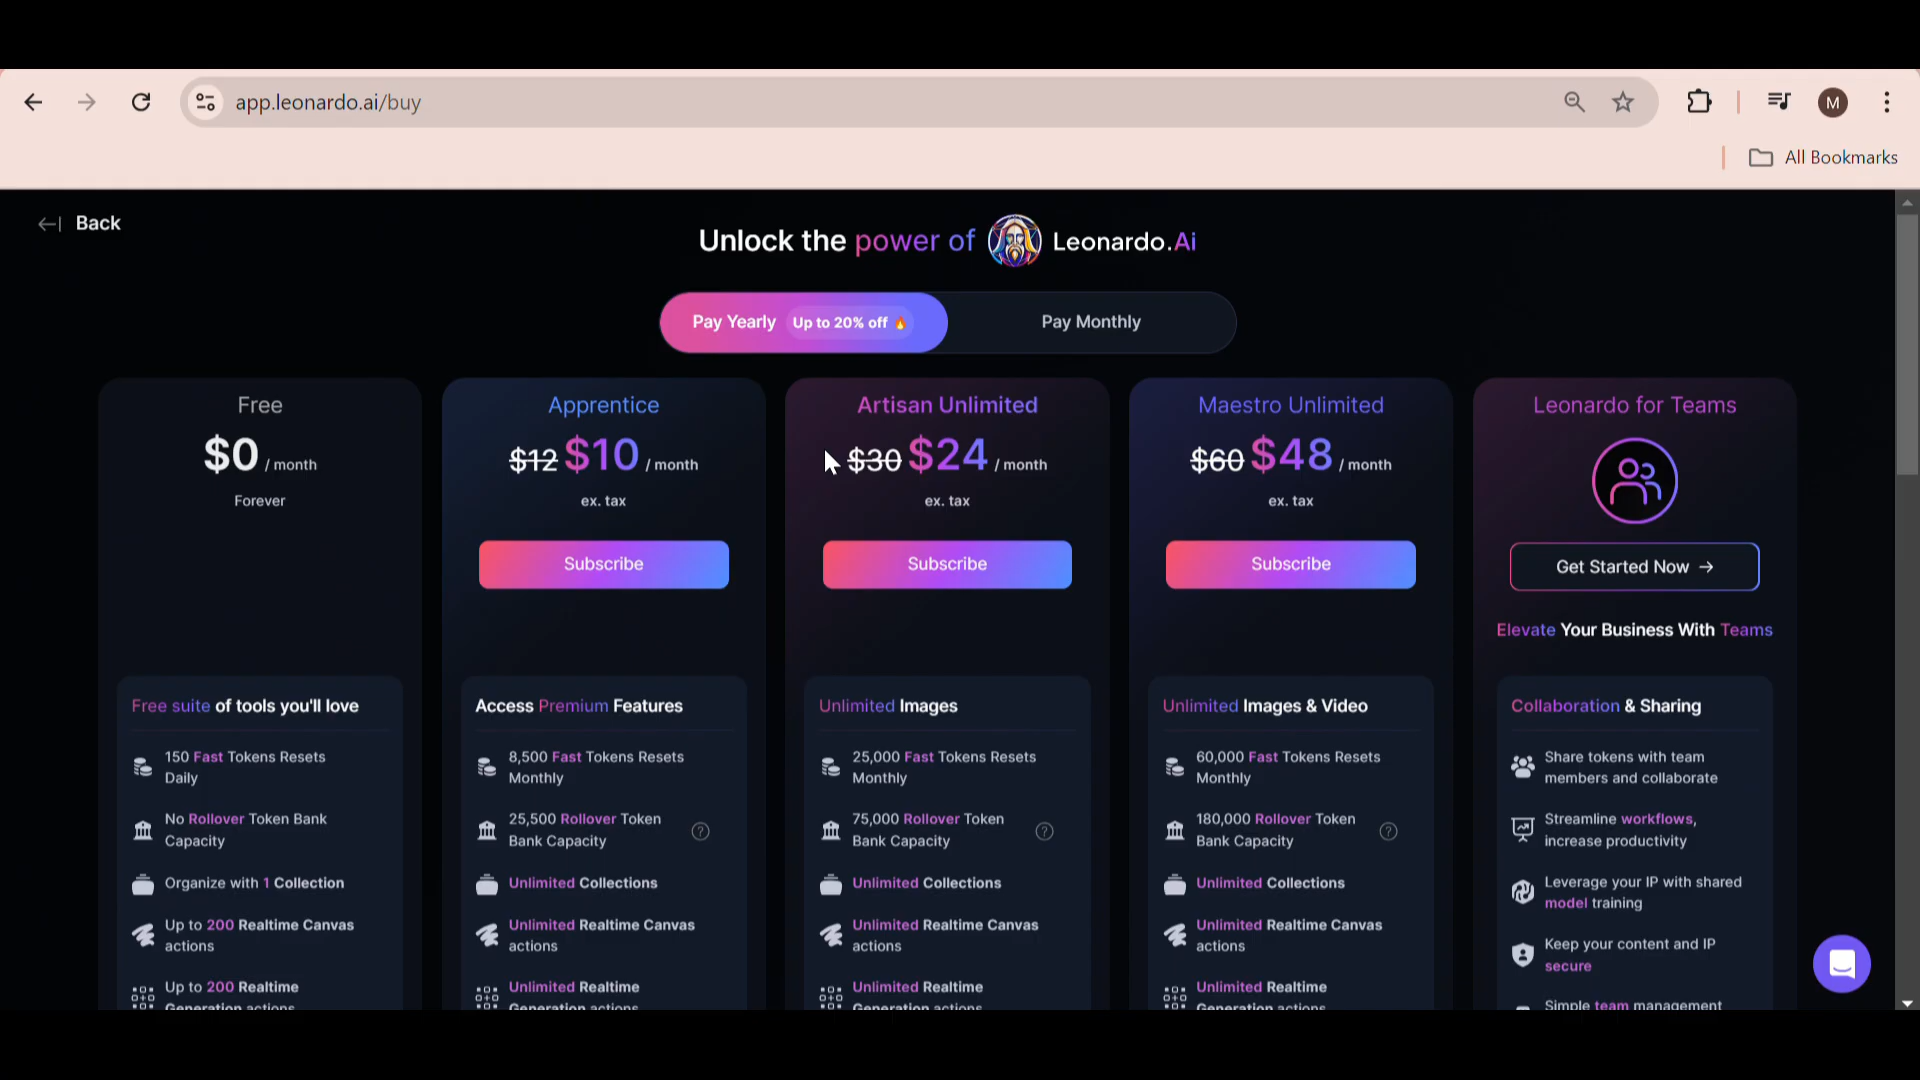 app.leonardo.ai/buy
M
All Bookmarks
Back
Unlock the power of Leonardo.Ai
Pay Yearly Up to 20% off
Pay Monthly
Free
$0 / month
Forever
Free suite of tools you'll love
150 Fast Tokens Resets
Daily
No Rollover Token Bank
Capacity
Organize with 1 Collection
Up to 200 Realtime Canvas
actions
Up to 200 Realtime
Generation actions
Apprentice
$12 $10 / month
ex. tax
Subscribe
Access Premium Features
8,500 Fast Tokens Resets
Monthly
25,500 Rollover Token
Bank Capacity
?
Unlimited Collections
Unlimited Realtime Canvas
actions
Unlimited Realtime
Generation actions
Artisan Unlimited
$30 $24 / month
ex. tax
Subscribe
Unlimited Images
25,000 Fast Tokens Resets
Monthly
75,000 Rollover Token
Bank Capacity
?
Unlimited Collections
Unlimited Realtime Canvas
actions
Unlimited Realtime
Generation actions
Maestro Unlimited
$60 $48 / month
ex. tax
Subscribe
Unlimited Images & Video
60,000 Fast Tokens Resets
Monthly
180,000 Rollover Token
Bank Capacity
?
Unlimited Collections
Unlimited Realtime Canvas
actions
Unlimited Realtime
Generation actions
Leonardo for Teams
Get Started Now →
Elevate Your Business With Teams
Collaboration & Sharing
Share tokens with team
members and collaborate
Streamline workflows,
increase productivity
Leverage your IP with shared
model training
Keep your content and IP
secure
Simple team management